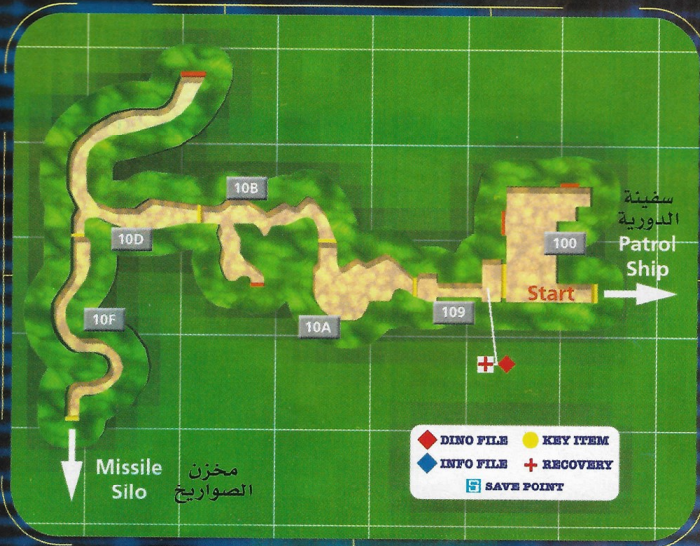 10B
سفينة
الدورية
Patrol
Ship
100
10D
Start
10F
109
10A
DINO FILE
KEY ITEM
INFO FILE
RECOVERY
S SAVE POINT
Missile
Silo
مخزن
الصواريخ